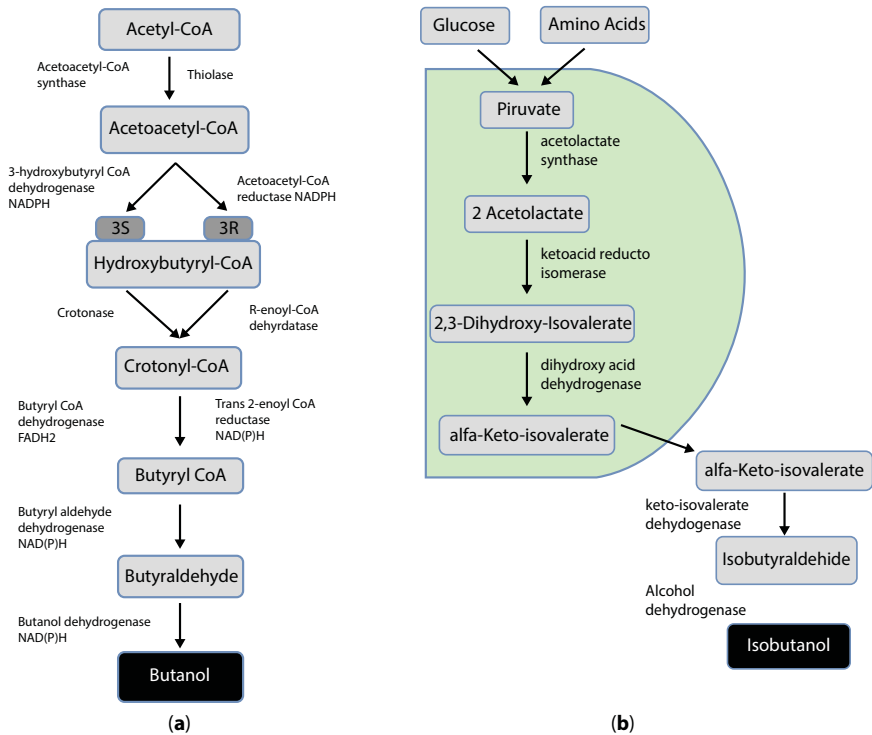 Acetyl-CoA
Acetoacetyl-CoA
synthase
Thiolase
Acetoacetyl-CoA
3-hydroxybutyryl CoA
dehydrogenase
NADPH
Acetoacetyl-CoA
reductase NADPH
3S
3R
Hydroxybutyryl-CoA
Crotonase
R-enoyl-CoA
dehyrdatase
Crotonyl-CoA
Butyryl CoA
dehydrogenase
FADH2
Trans 2-enoyl CoA
reductase
NAD(P)H
Butyryl CoA
Butyryl aldehyde
dehydrogenase
NAD(P)H
Butyraldehyde
Butanol dehydrogenase
NAD(P)H
Butanol
(a)
Glucose
Amino Acids
Piruvate
acetolactate
synthase
2 Acetolactate
ketoacid reducto
isomerase
2,3-Dihydroxy-Isovalerate
dihydroxy acid
dehydrogenase
alfa-Keto-isovalerate
alfa-Keto-isovalerate
keto-isovalerate
dehydogenase
Isobutyraldehide
Alcohol
dehydrogenase
Isobutanol
(b)